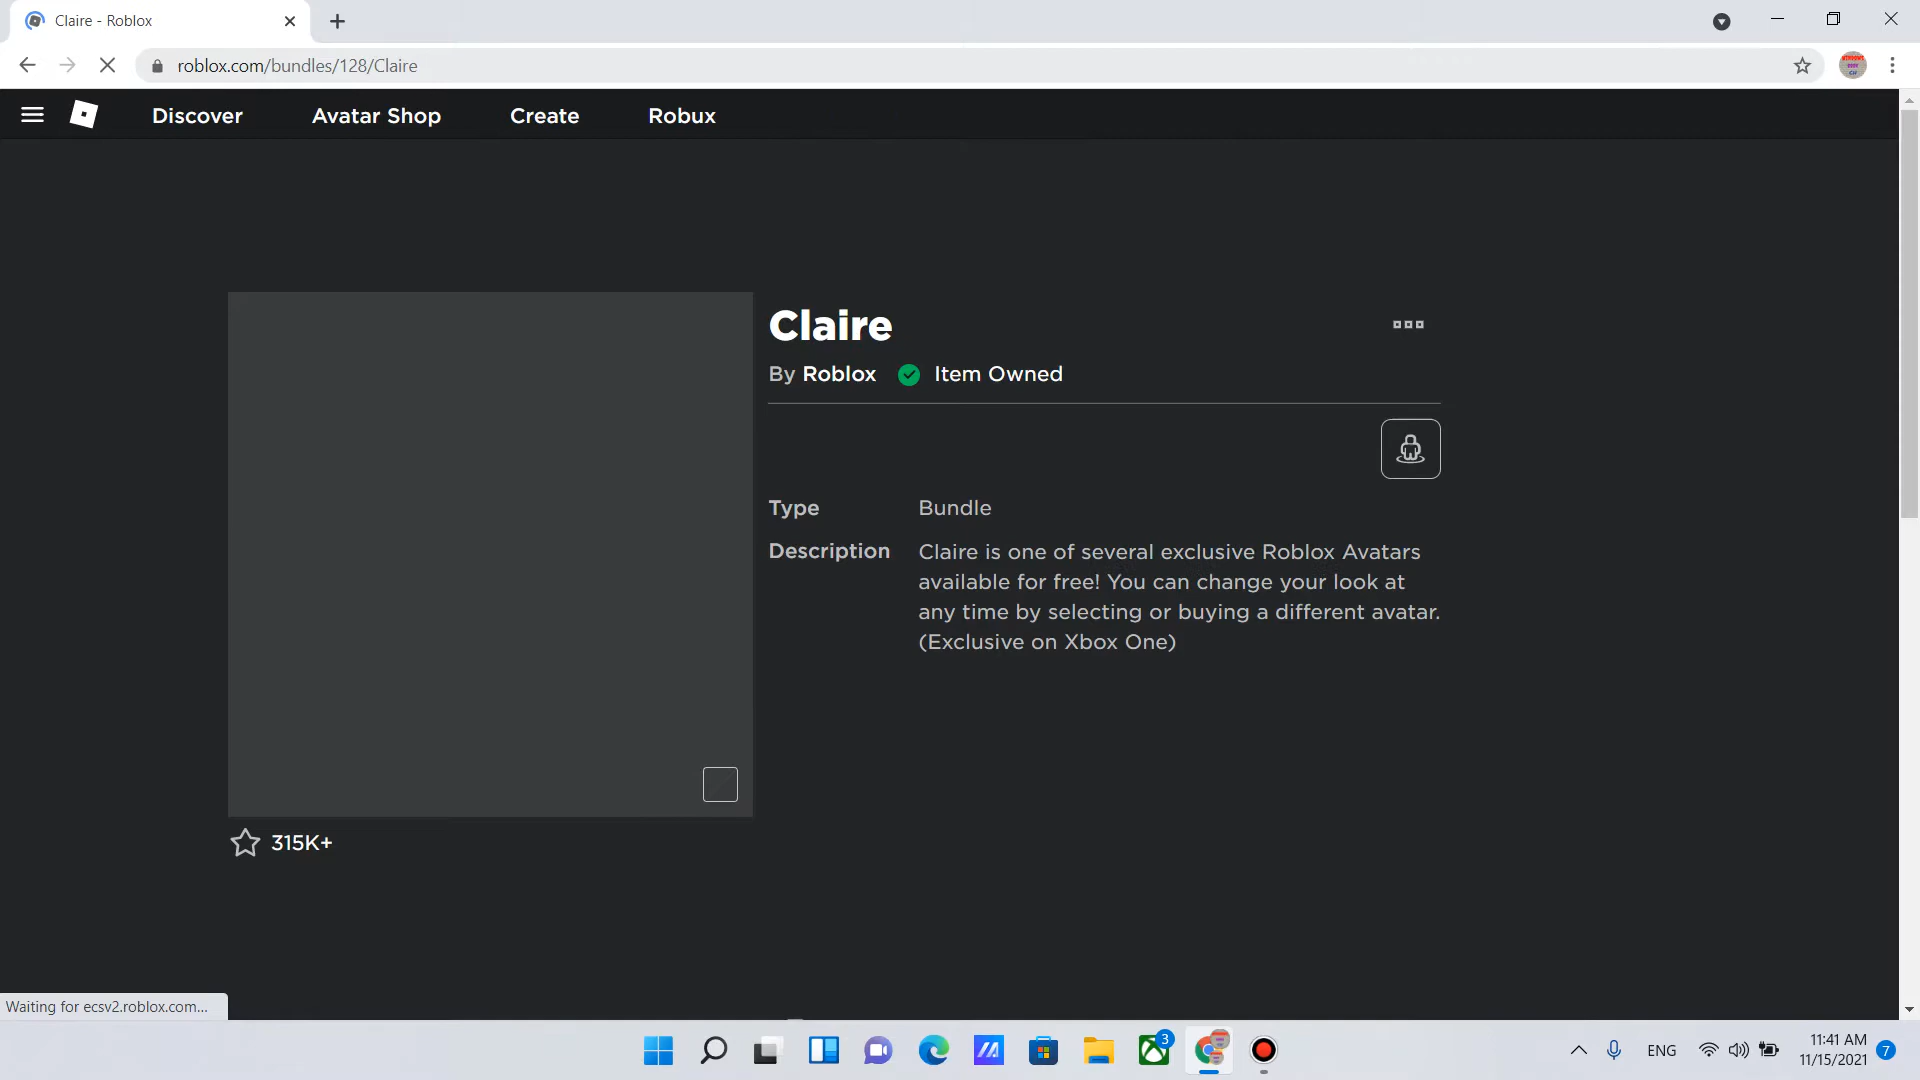 Claire - Roblox
roblox.com/bundles/128/Claire
Discover
Avatar Shop
Create
Robux
Claire
By Roblox
Item Owned
Type
Bundle
Description
Claire is one of several exclusive Roblox Avatars
available for free! You can change your look at
any time by selecting or buying a different avatar.
(Exclusive on Xbox One)
315K+
Waiting for ecsv2.roblox.com...
3
ENG
11:41 AM
11/15/2021
7